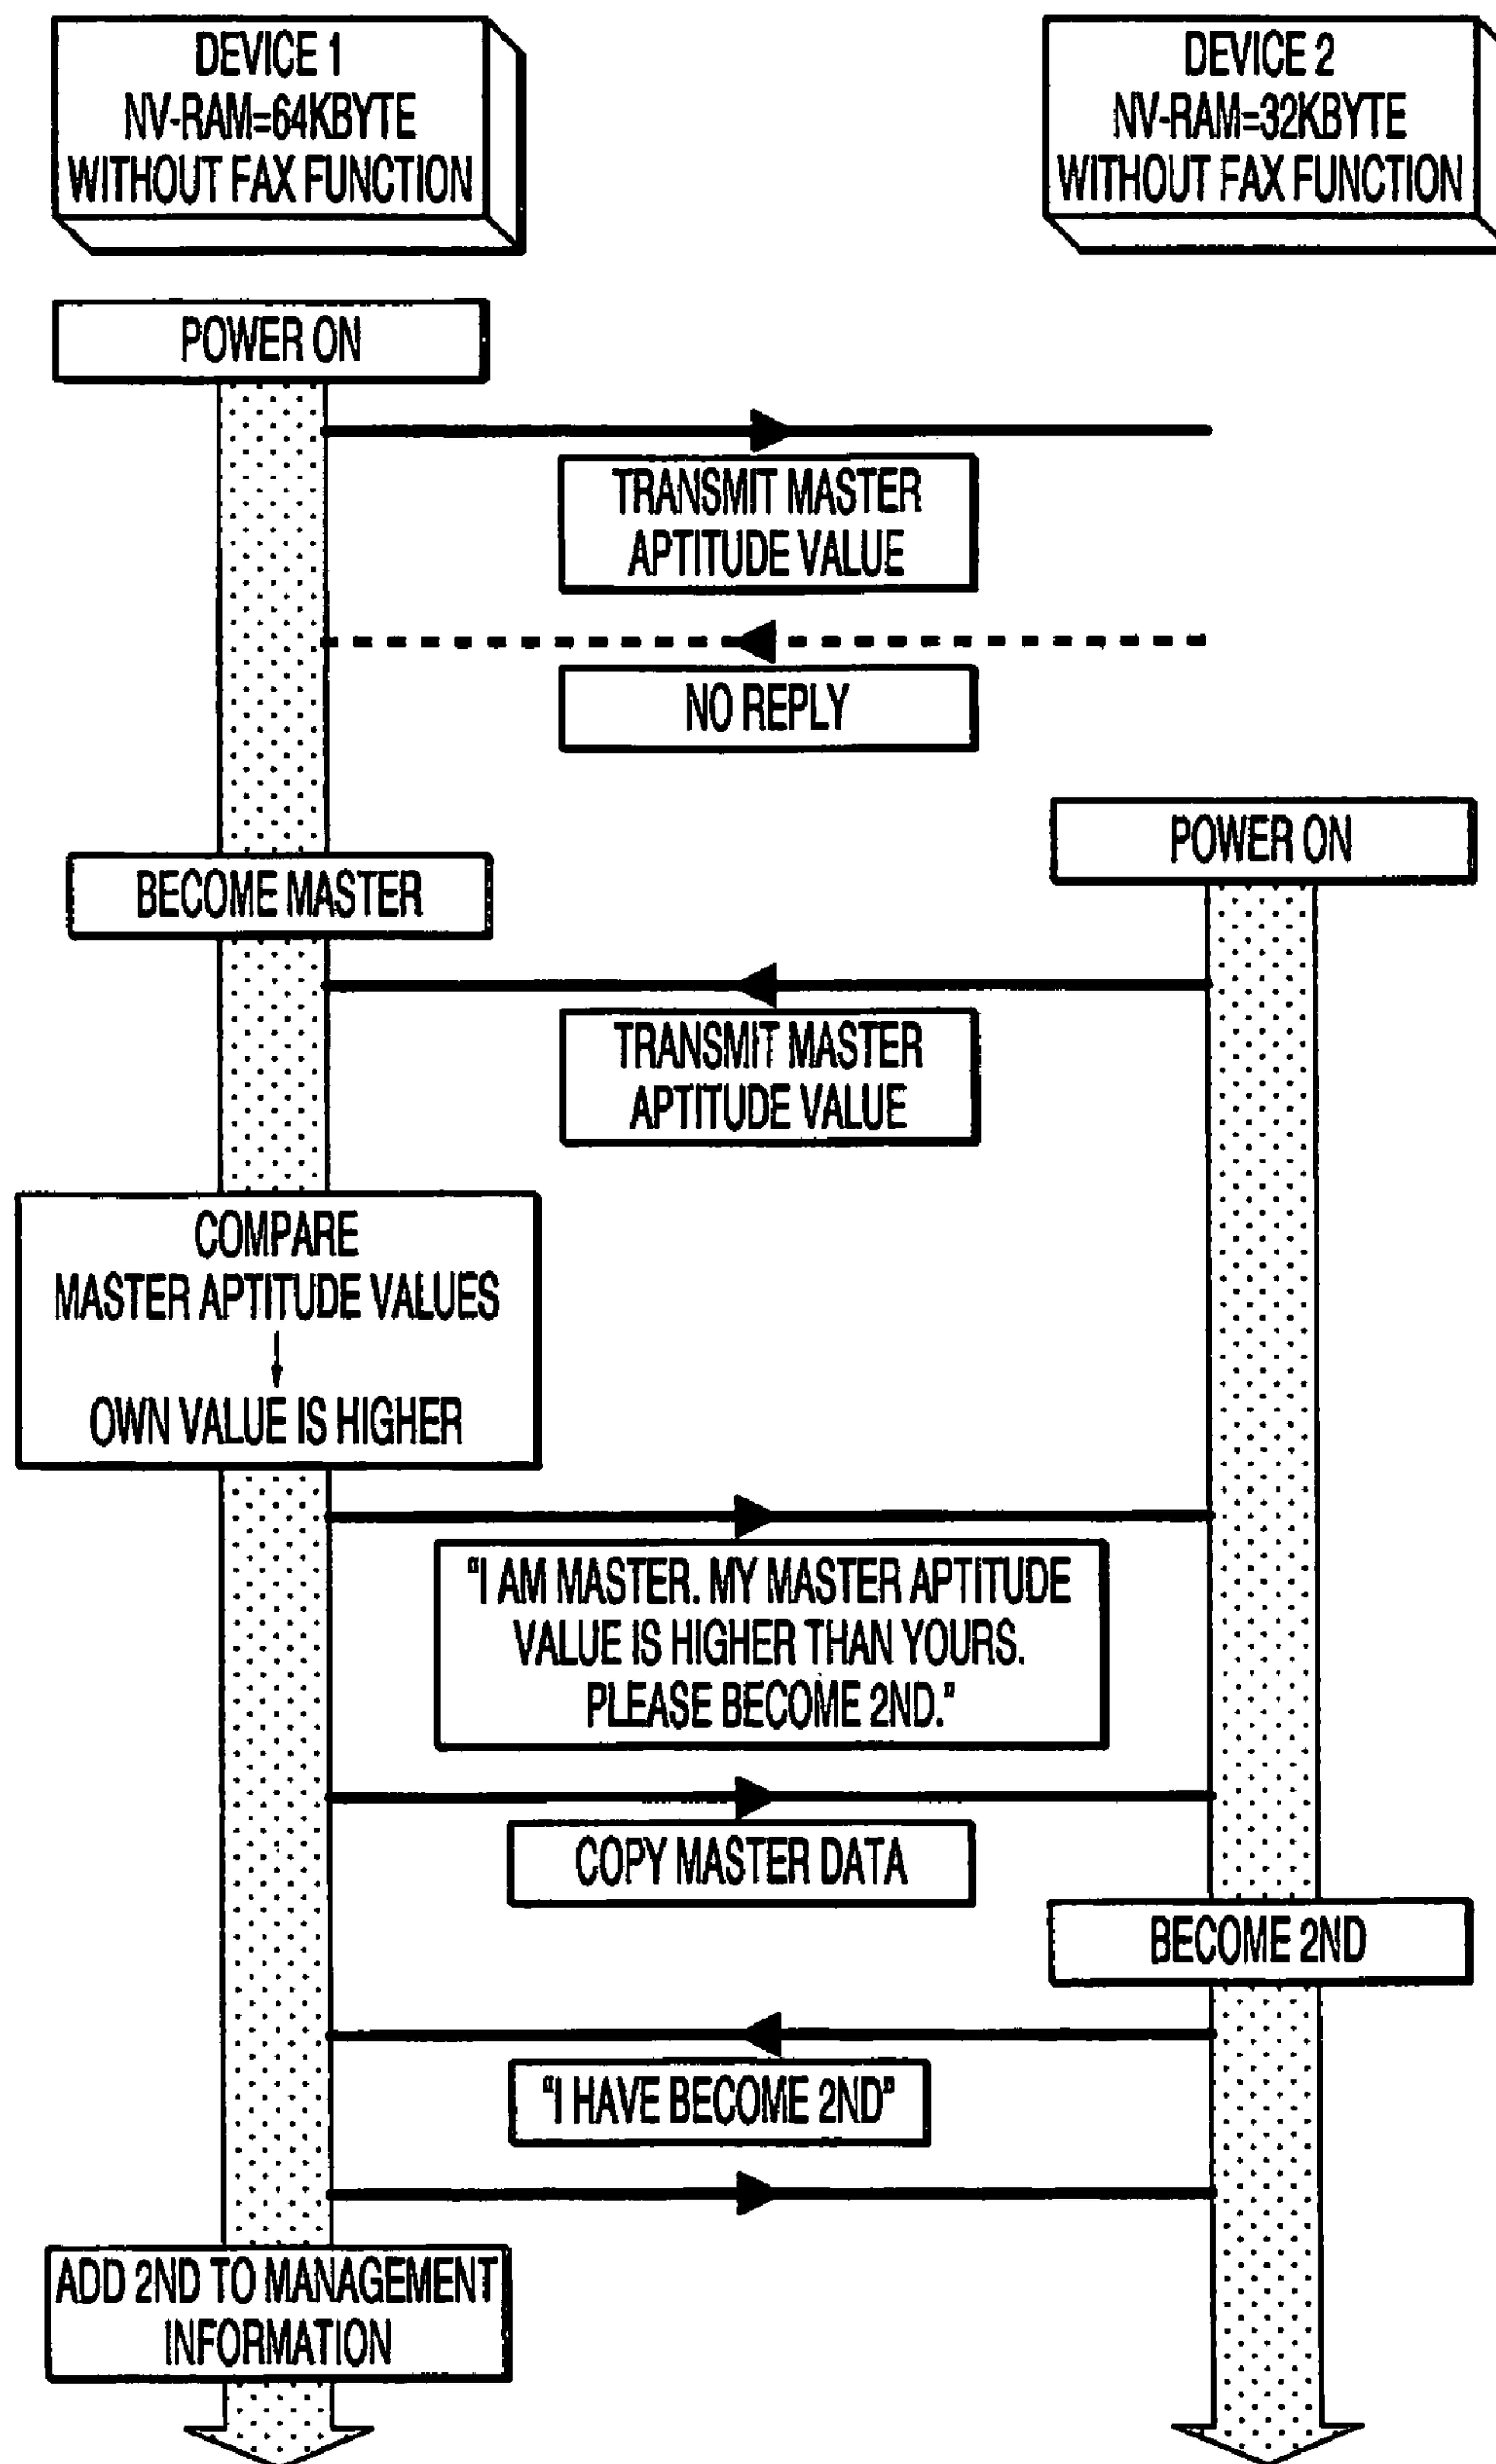 DEVICE 1
NV-RAM=64KBYTE
WITHOUT FAX FUNCTION
DEVICE 2
NV-RAM=32KBYTE
WITHOUT FAX FUNCTION
POWER ON
TRANSMIT MASTER
APTITUDE VALUE
NO REPLY
POWER ON
BECOME MASTER
TRANSMIT MASTER
APTITUDE VALUE
COMPARE
MASTER APTITUDE VALUES
OWN VALUE IS HIGHER
"I AM MASTER. MY MASTER APTITUDE
VALUE IS HIGHER THAN YOURS.
PLEASE BECOME 2ND."
COPY MASTER DATA
BECOME 2ND
"I HAVE BECOME 2ND"
ADD 2ND TO MANAGEMENT
INFORMATION